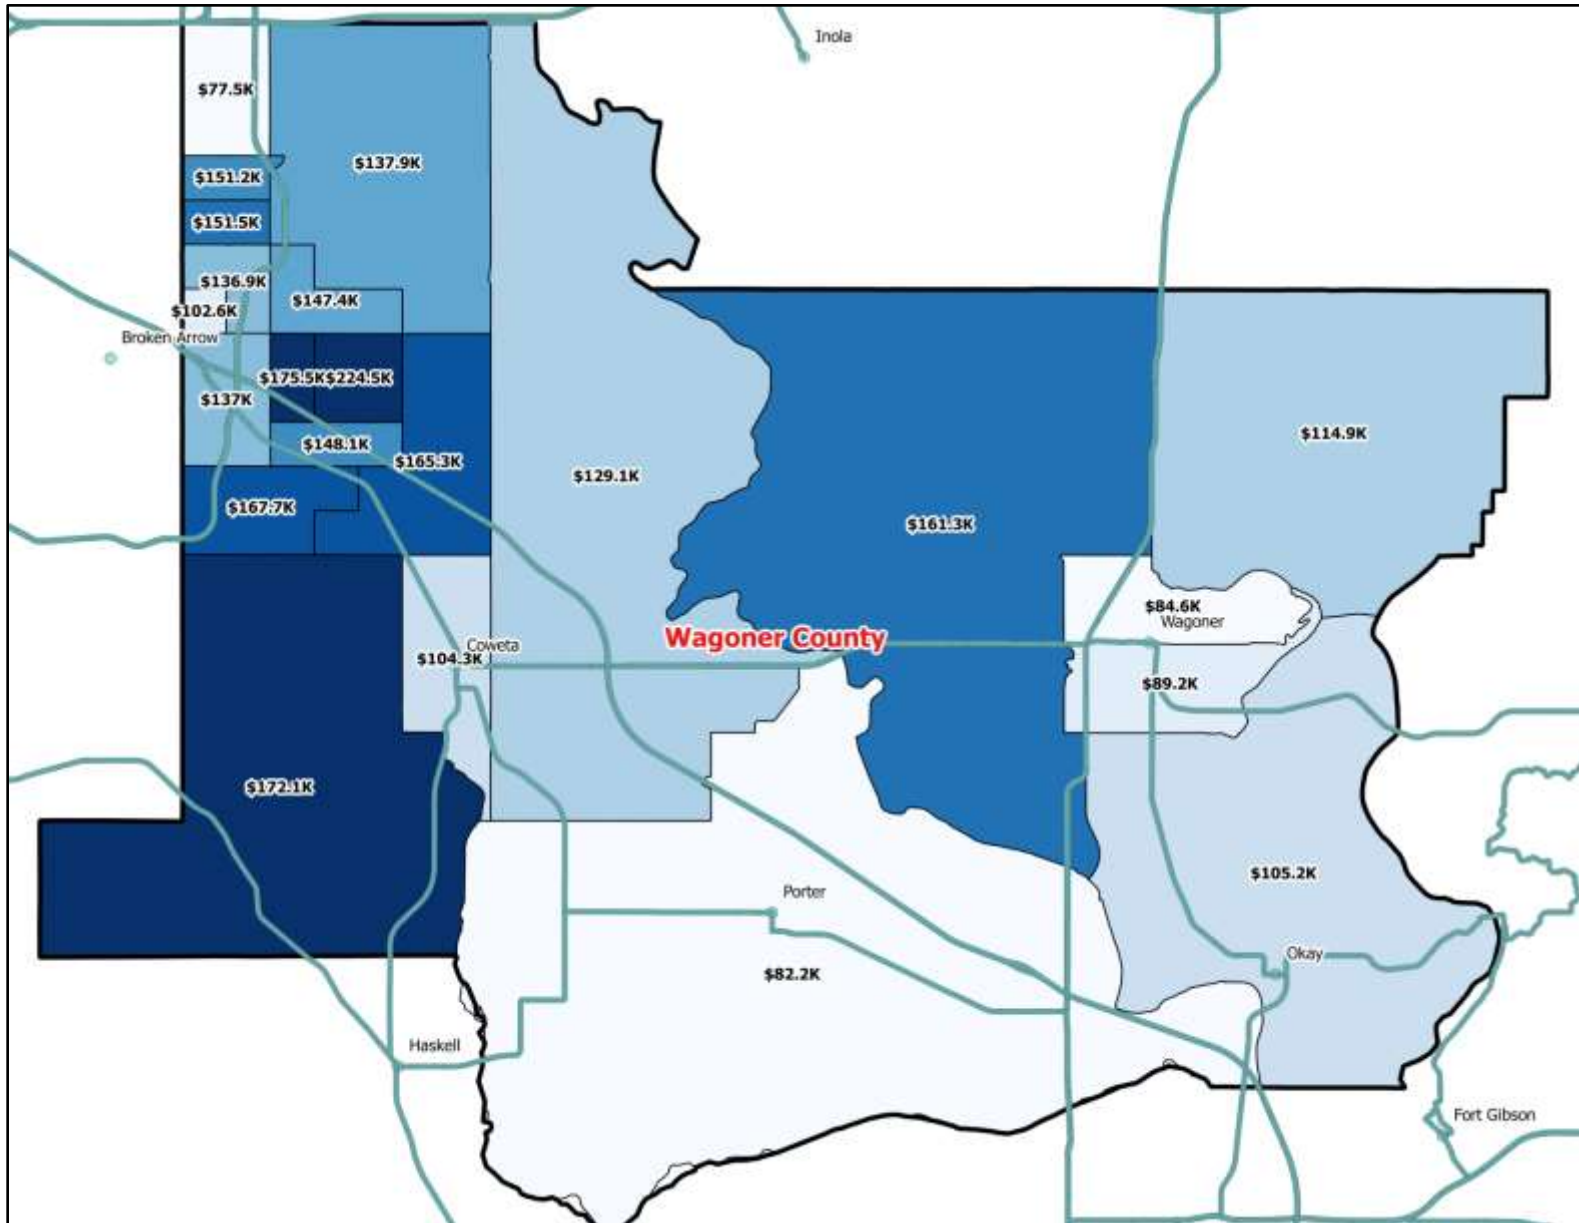 Inola
$77.5K
$137.9K
$151.2K
$151.5K
$136.9K
$147.4K
$102.6K
Broken Arrow
$175.5K
$224.5K
$137K
$114.9K
$148.1K
$165.3K
$129.1K
$167.7K
$161.3K
$84.6K
Wagoner
Wagoner County
Coweta
$104.3K
$89.2K
$172.1K
$105.2K
Porter
Okay
$82.2K
Haskell
Fort Gibson